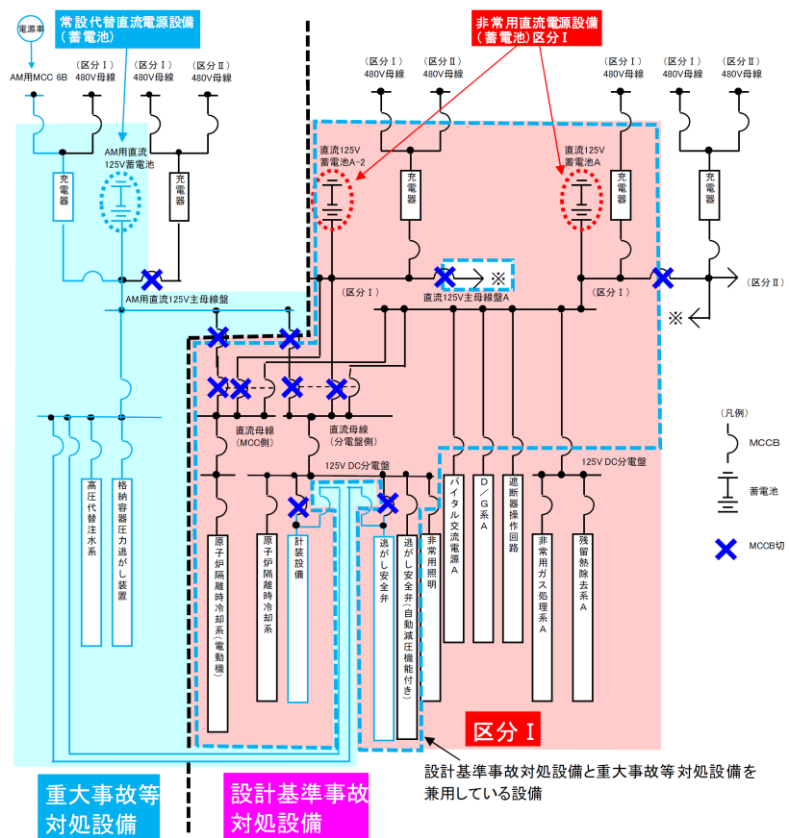 電源車
常設代替直流電源設備
(蓄電池)
非常用直流電源設備
(蓄電池)区分Ⅰ
AM用MCC 6B
(区分Ⅰ)
480V母線
(区分Ⅰ)
480V母線
(区分Ⅱ)
480V母線
(区分Ⅰ)
480V母線
(区分Ⅱ)
480V母線
(区分Ⅰ)
480V母線
(区分Ⅰ)
480V母線
(区分Ⅱ)
480V母線
AM用直流
125V蓄電池
直流125V
蓄電池A-2
直流125V
蓄電池A
充電器
充電器
充電器
充電器
充電器
※
(区分Ⅱ)
(区分Ⅰ)
(区分Ⅰ)
※
AM用直流125V主母線盤
直流125V主母線盤A
直流母線
(MCC側)
直流母線
(分電盤側)
125V DC分電盤
125V DC分電盤
(凡例)
MCCB
蓄電池
MCCB切
高圧代替注水系
格納容器圧力逃がし装置
原子炉隔離時冷却系(電動機)
原子炉隔離時冷却系
計装設備
逃がし安全弁
逃がし安全弁(自動減圧機能付き)
非常用照明
バイタル交流電源A
D/G系A
遮断器操作回路
非常用ガス処理系A
残留熱除去系A
区分Ⅰ
設計基準事故対処設備と重大事故等対処設備を
兼用している設備
重大事故等
対処設備
設計基準事故
対処設備